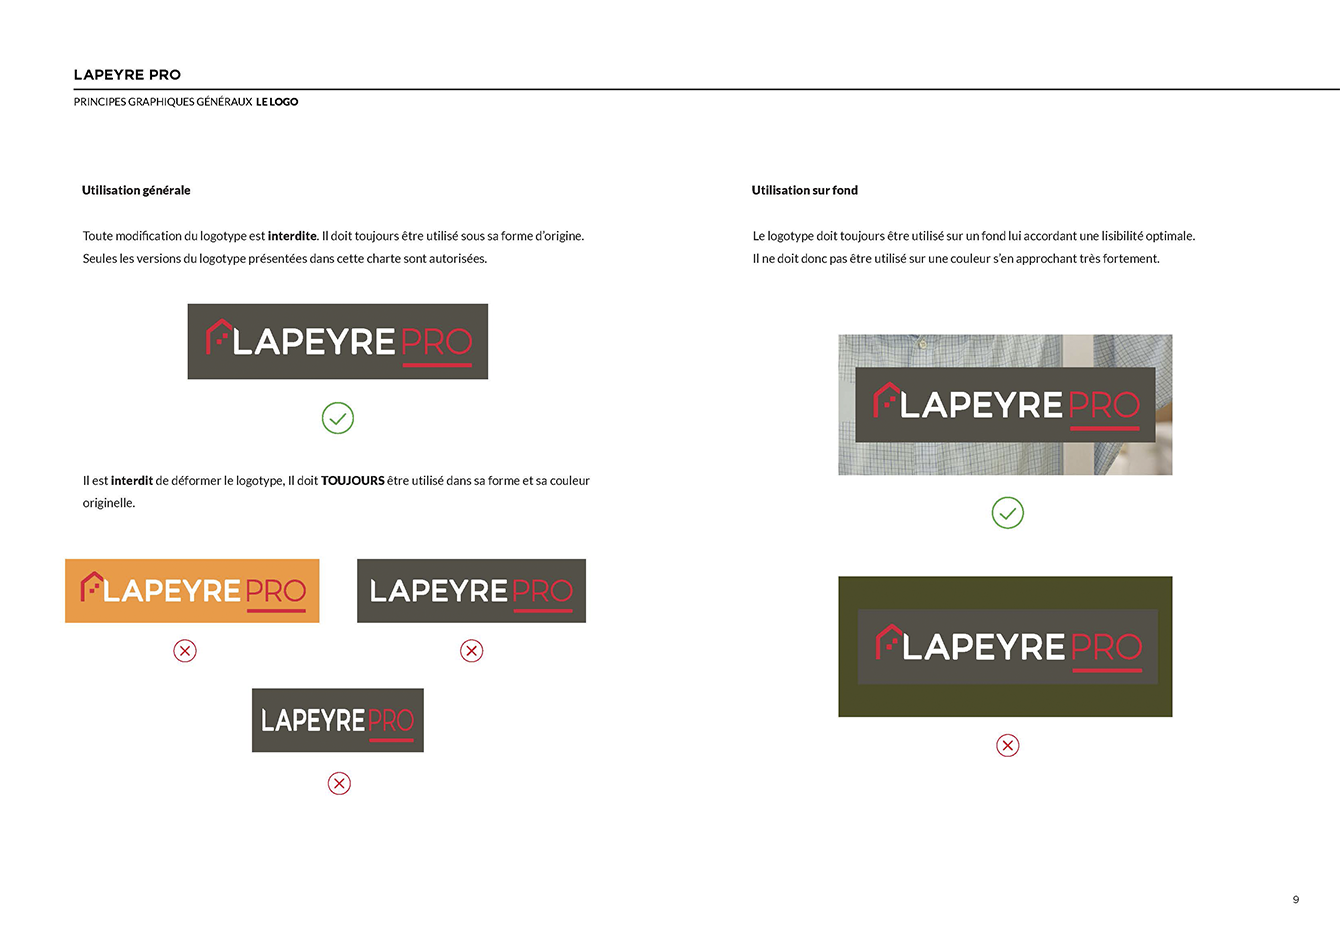 LAPEYRE PRO
PRINCIPES GRAPHIQUES GÉNÉRAUX LE LOGO
Utilisation générale
Toute modification du logotype est interdite. Il doit toujours être utilisé sous sa forme d'origine.
Seules les versions du logotype présentées dans cette charte sont autorisées.
LAPEYRE PRO
Il est interdit de déformer le logotype, Il doit TOUJOURS être utilisé dans sa forme et sa couleur
originelle.
LAPEYRE PRO
LAPEYRE PRO
LAPEYRE PRO
Utilisation sur fond
Le logotype doit toujours être utilisé sur un fond lui accordant une lisibilité optimale.
Il ne doit donc pas être utilisé sur une couleur s'en approchant très fortement.
LAPEYRE PRO
LAPEYRE PRO
9